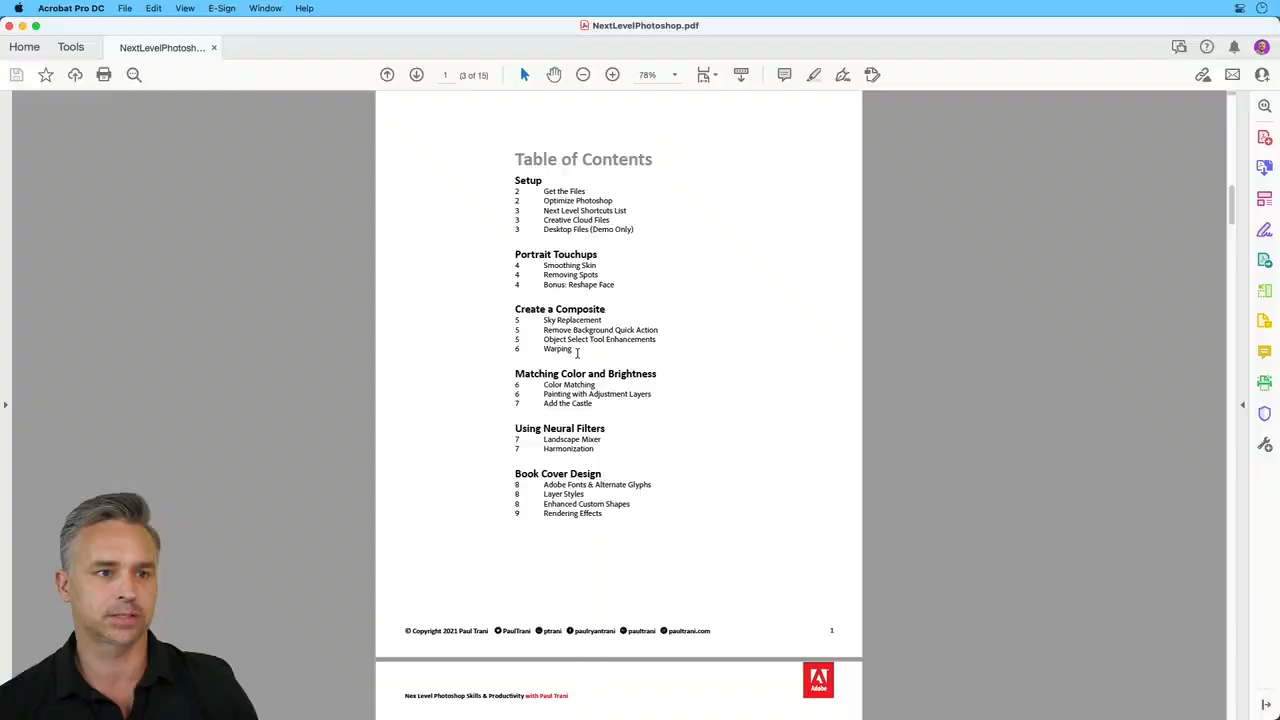 Acrobat Pro DC File Edit View E-Sign Window Help
NextLevelPhotoshop.pdf
Home Tools NextLevelPhotosh... ×
1 (3 of 15) 78%
Table of Contents
Setup
2 Get the Files
2 Optimize Photoshop
3 Next Level Shortcuts List
3 Creative Cloud Files
3 Desktop Files (Demo Only)
Portrait Touchups
4 Smoothing Skin
4 Removing Spots
4 Bonus: Reshape Face
Create a Composite
5 Sky Replacement
5 Remove Background Quick Action
5 Object Select Tool Enhancements
6 Warping
Matching Color and Brightness
6 Color Matching
6 Painting with Adjustment Layers
7 Add the Castle
Using Neural Filters
7 Landscape Mixer
7 Harmonization
Book Cover Design
8 Adobe Fonts & Alternate Glyphs
8 Layer Styles
8 Enhanced Custom Shapes
9 Rendering Effects
© Copyright 2021 Paul Trani PaulTrani ptrani paulryantrani paultrani paultrani.com 1
Adobe
Nex Level Photoshop Skills & Productivity with Paul Trani